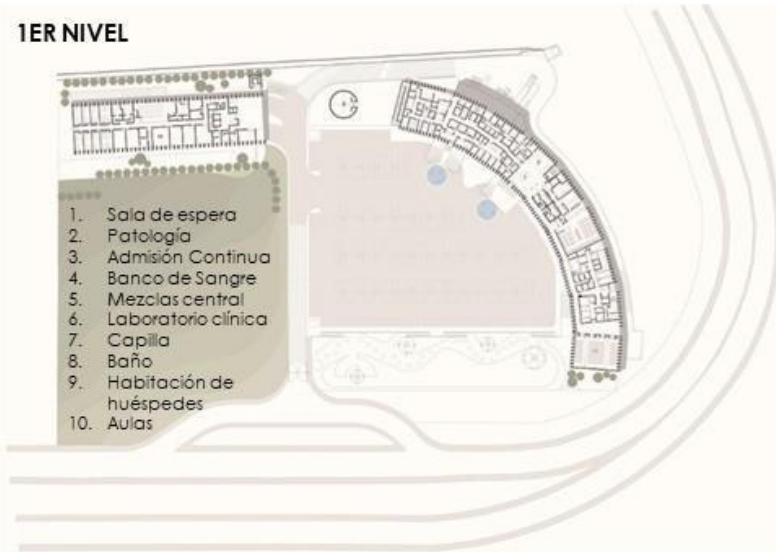 1ER NIVEL
1. Sala de espera
2. Patología
3. Admisión Continua
4. Banco de Sangre
5. Mezclas central
6. Laboratorio clínica
7. Capilla
8. Baño
9. Habitación de
huéspedes
10. Aulas